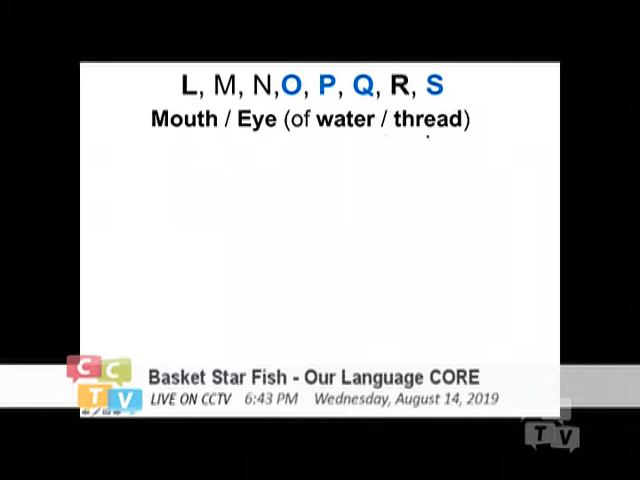 L, M, N,O, P, Q, R, S
Mouth / Eye (of water / thread)
CCTV
Basket Star Fish - Our Language CORE
LIVE ON CCTV 6:43 PM Wednesday, August 14, 2019
TV